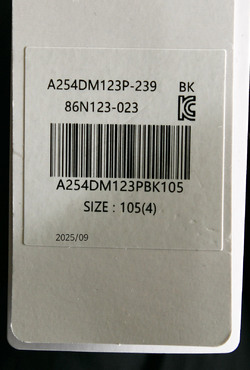 A254DM123P-239 BK
86N123-023
A254DM123PBK105
SIZE : 105(4)
2025/09